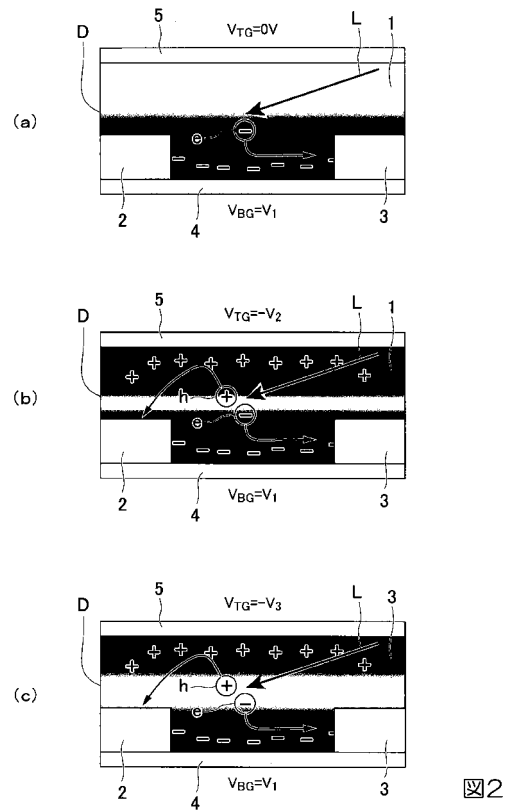 5
V_TG=0V
L
1
D
(a)
e
2
4
V_BG=V_1
3
5
V_TG=-V_2
L
1
D
(b)
h
e
2
4
V_BG=V_1
3
5
V_TG=-V_3
L
3
D
(c)
h
e
2
4
V_BG=V_1
3
図2